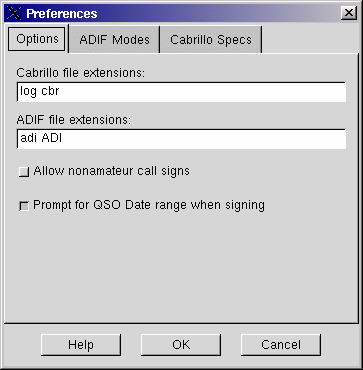 Preferences
Options ADIF Modes Cabrillo Specs
Cabrillo file extensions:
log cbr
ADIF file extensions:
adi ADI
Allow nonamateur call signs
Prompt for QSO Date range when signing
Help OK Cancel